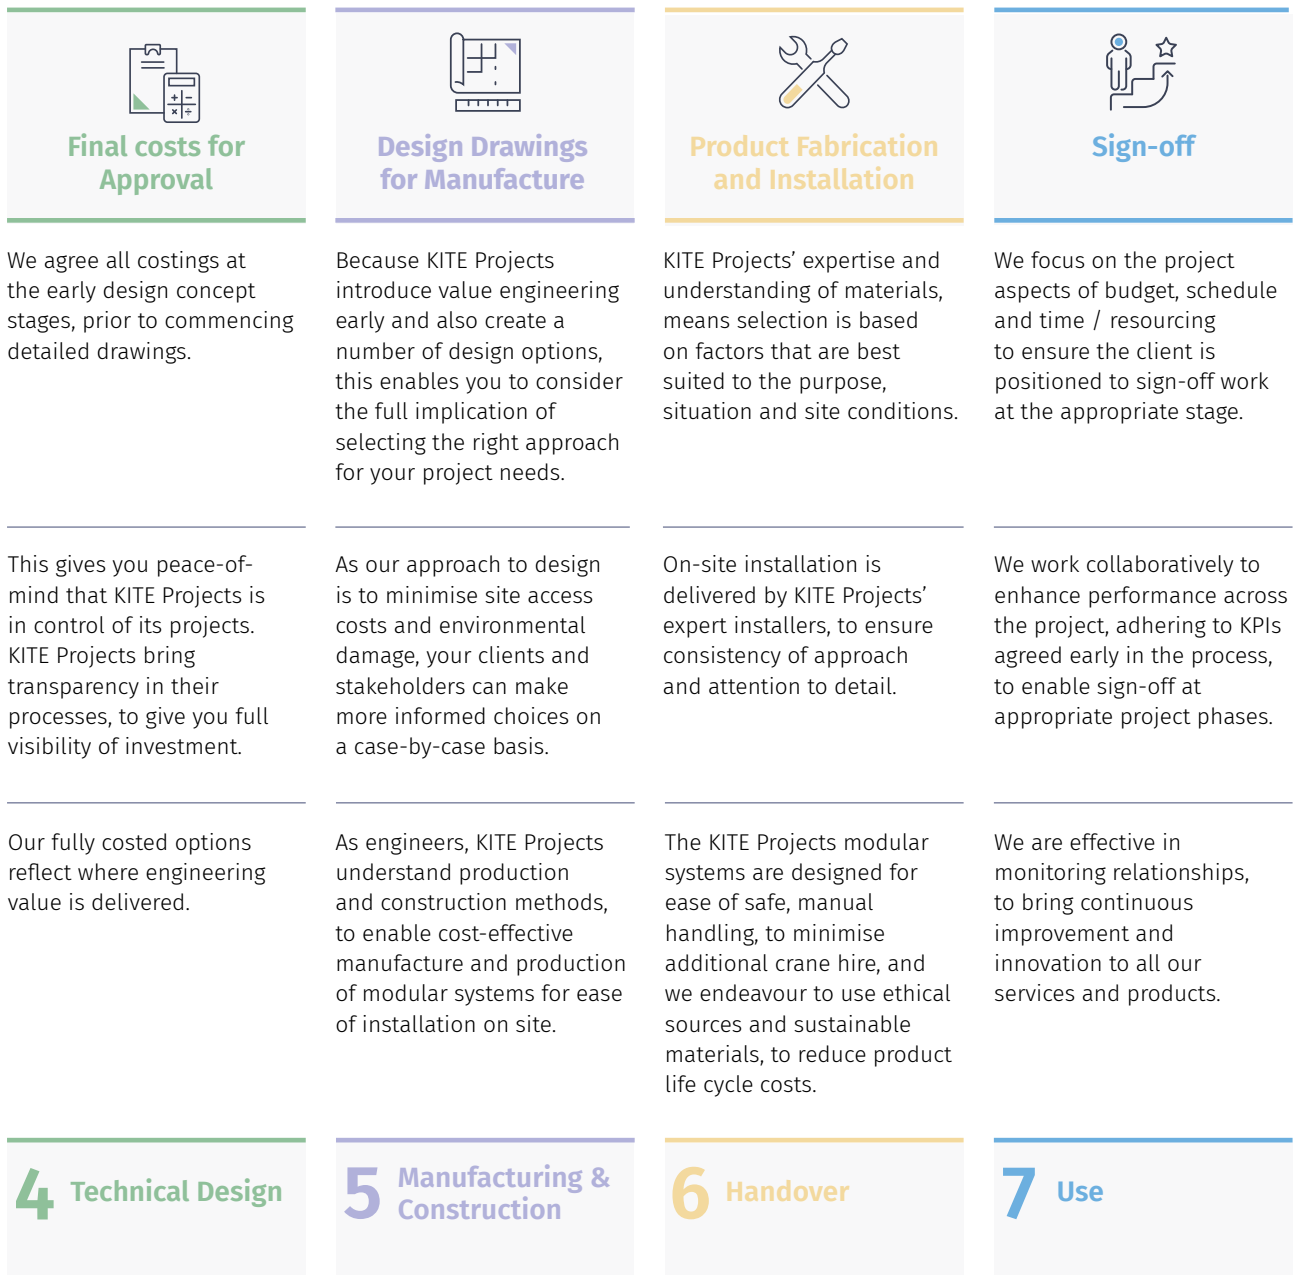 Final costs for
Approval
We agree all costings at
the early design concept
stages, prior to commencing
detailed drawings.
This gives you peace-of-
mind that KITE Projects is
in control of its projects.
KITE Projects bring
transparency in their
processes, to give you full
visibility of investment.
Our fully costed options
reflect where engineering
value is delivered.
4 Technical Design
Design Drawings
for Manufacture
Because KITE Projects
introduce value engineering
early and also create a
number of design options,
this enables you to consider
the full implication of
selecting the right approach
for your project needs.
As our approach to design
is to minimise site access
costs and environmental
damage, your clients and
stakeholders can make
more informed choices on
a case-by-case basis.
As engineers, KITE Projects
understand production
and construction methods,
to enable cost-effective
manufacture and production
of modular systems for ease
of installation on site.
5 Manufacturing &
Construction
Product Fabrication
and Installation
KITE Projects’ expertise and
understanding of materials,
means selection is based
on factors that are best
suited to the purpose,
situation and site conditions.
On-site installation is
delivered by KITE Projects’
expert installers, to ensure
consistency of approach
and attention to detail.
The KITE Projects modular
systems are designed for
ease of safe, manual
handling, to minimise
additional crane hire, and
we endeavour to use ethical
sources and sustainable
materials, to reduce product
life cycle costs.
6 Handover
Sign-off
We focus on the project
aspects of budget, schedule
and time / resourcing
to ensure the client is
positioned to sign-off work
at the appropriate stage.
We work collaboratively to
enhance performance across
the project, adhering to KPIs
agreed early in the process,
to enable sign-off at
appropriate project phases.
We are effective in
monitoring relationships,
to bring continuous
improvement and
innovation to all our
services and products.
7 Use